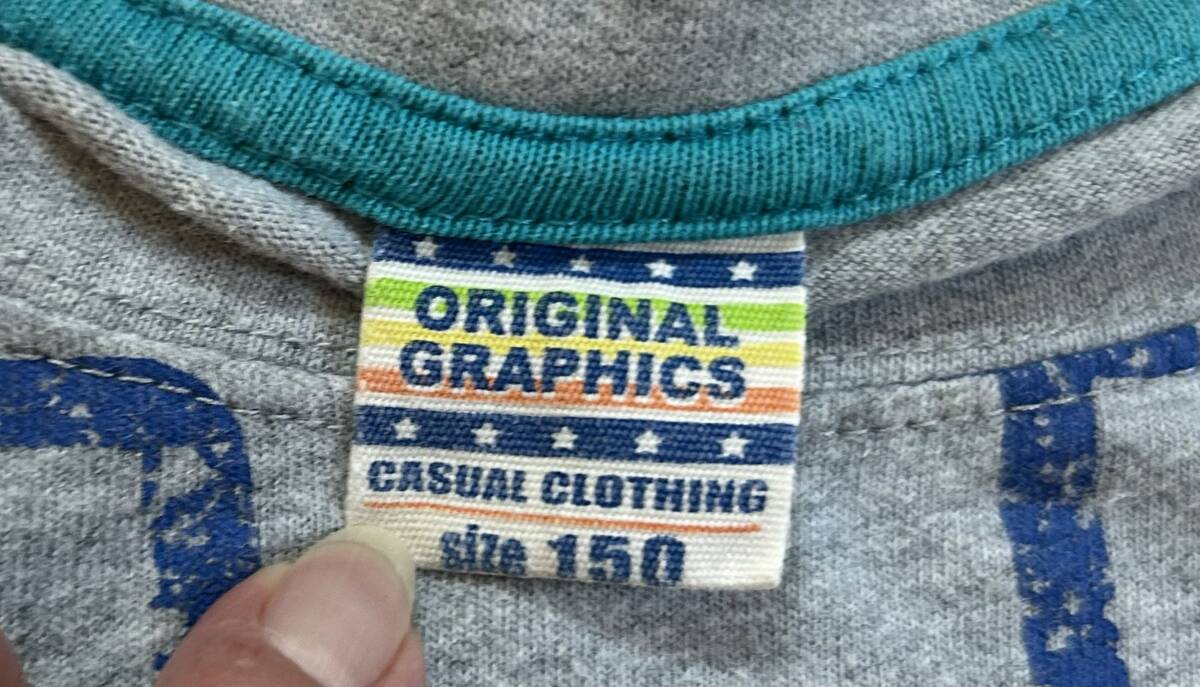 ORIGINAL
GRAPHICS
CASUAL CLOTHING
size 150